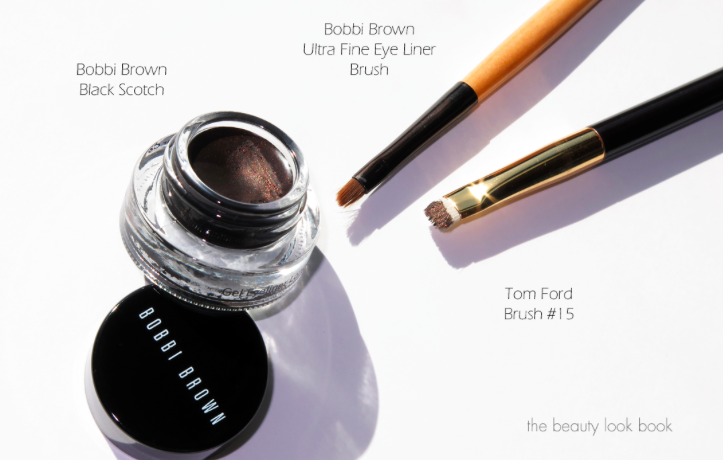 Bobbi Brown
Ultra Fine Eye Liner
Brush
Bobbi Brown
Black Scotch
BOBBI BROWN
Tom Ford
Brush #15
the beauty look book